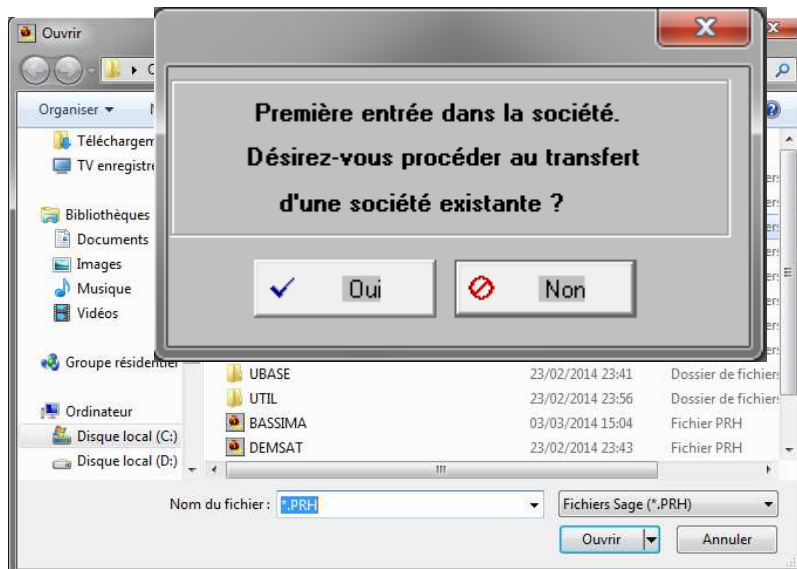 Ouvrir
Première entrée dans la société.
Désirez-vous procéder au transfert
d'une société existante ?
Oui
Non
Organiser
Téléchargem
TV enregistre
Bibliothèques
Documents
Images
Musique
Vidéos
Groupe résidentiel
Ordinateur
Disque local (C:)
Disque local (D:)
UBASE 23/02/2014 23:41 Dossier de fichier
UTIL 23/02/2014 23:56 Dossier de fichier
BASSIMA 03/03/2014 15:04 Fichier PRH
DEMSAT 23/02/2014 23:43 Fichier PRH
Nom du fichier : *.PRH Fichiers Sage (*.PRH)
Ouvrir Annuler